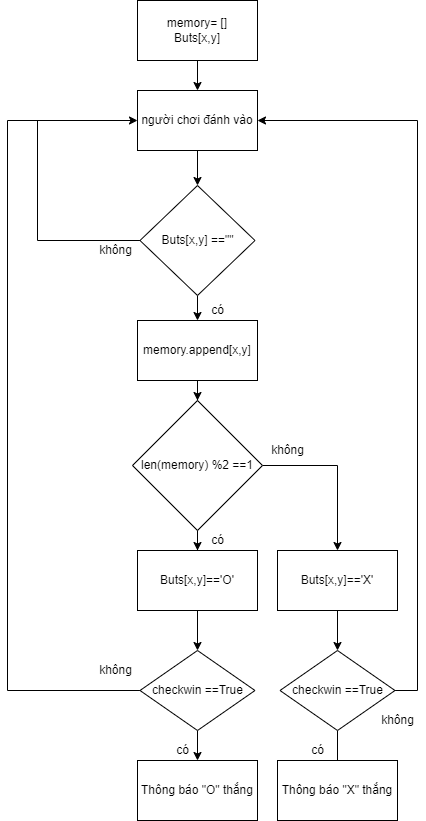 memory= []
Buts[x,y]
người chơi đánh vào
Buts[x,y] ==""
không
có
memory.append[x,y]
len(memory) %2 ==1
không
có
Buts[x,y]=='O'
Buts[x,y]=='X'
không
checkwin ==True
checkwin ==True
không
có
có
Thông báo "O" thắng
Thông báo "X" thắng